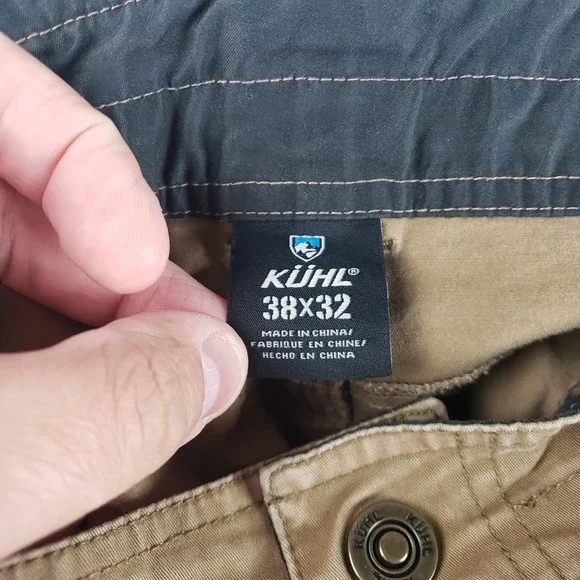 KÜHL®
38X32
MADE IN CHINA/
FABRIQUE EN CHINE/
HECHO EN CHINA
KÜHL KÜHL